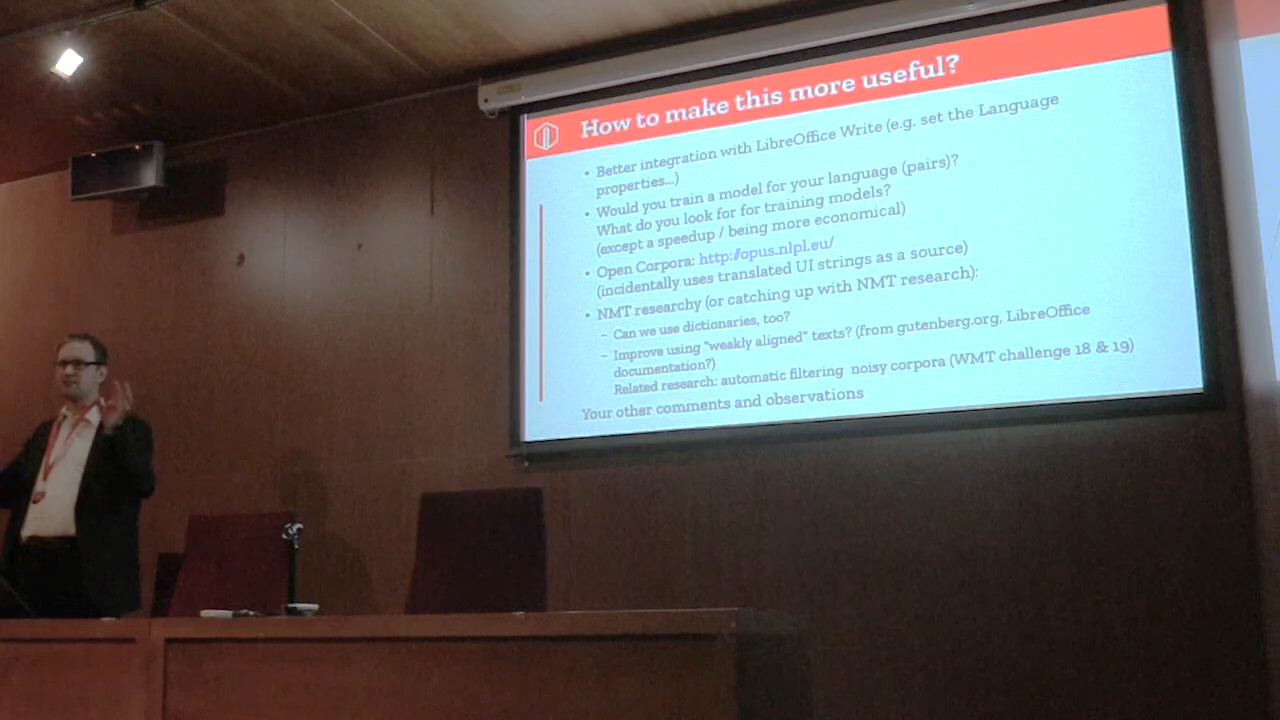 How to make this more useful?
• Better integration with LibreOffice Write (e.g. set the Language
properties...)
• Would you train a model for your language (pairs)?
What do you look for for training models?
(except a speedup / being more economical)
• Open Corpora: http://opus.nlpl.eu/
(incidentally uses translated UI strings as a source)
• NMT researchy (or catching up with NMT research):
– Can we use dictionaries, too?
– Improve using "weakly aligned" texts? (from gutenberg.org, LibreOffice
documentation?)
Related research: automatic filtering noisy corpora (WMT challenge 18 & 19)
Your other comments and observations